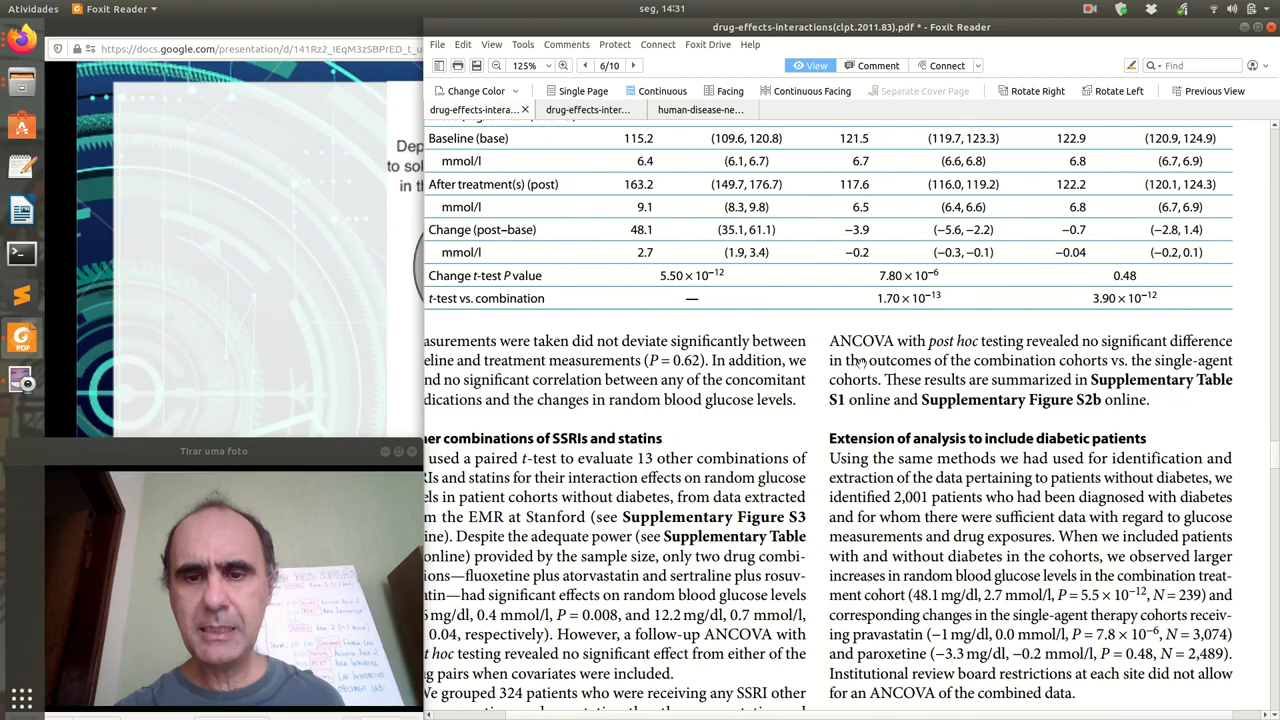 Atividades
Foxit Reader
seg, 14:31
https://docs.google.com/presentation/d/141Rz2_IEqM3zSBPrED_t_u
Dep
to sol
in th
Tirar uma foto
drug-effects-interactions(clpt.2011.83).pdf * - Foxit Reader
File Edit View Tools Comments Protect Connect Foxit Drive Help
125% 6/10 View Comment Connect Find
Change Color Single Page Continuous Facing Continuous Facing Separate Cover Page Rotate Right Rotate Left Previous View
drug-effects-intera... drug-effects-inter... human-disease-ne...
Baseline (base) 115.2 (109.6, 120.8) 121.5 (119.7, 123.3) 122.9 (120.9, 124.9)
mmol/l 6.4 (6.1, 6.7) 6.7 (6.6, 6.8) 6.8 (6.7, 6.9)
After treatment(s) (post) 163.2 (149.7, 176.7) 117.6 (116.0, 119.2) 122.2 (120.1, 124.3)
mmol/l 9.1 (8.3, 9.8) 6.5 (6.4, 6.6) 6.8 (6.7, 6.9)
Change (post–base) 48.1 (35.1, 61.1) −3.9 (−5.6, −2.2) −0.7 (−2.8, 1.4)
mmol/l 2.7 (1.9, 3.4) −0.2 (−0.3, −0.1) −0.04 (−0.2, 0.1)
Change t-test P value 5.50 × 10−12 7.80 × 10−6 0.48
t-test vs. combination — 1.70 × 10−13 3.90 × 10−12
asurements were taken did not deviate significantly between
eline and treatment measurements (P = 0.62). In addition, we
nd no significant correlation between any of the concomitant
dications and the changes in random blood glucose levels.
er combinations of SSRIs and statins
used a paired t-test to evaluate 13 other combinations of
RIs and statins for their interaction effects on random glucose
els in patient cohorts without diabetes, from data extracted
m the EMR at Stanford (see Supplementary Figure S3
ine). Despite the adequate power (see Supplementary Table
online) provided by the sample size, only two drug combi-
ions—fluoxetine plus atorvastatin and sertraline plus rosuv-
atin—had significant effects on random blood glucose levels
5 mg/dl, 0.4 mmol/l, P = 0.008, and 12.2 mg/dl, 0.7 mmol/l,
0.04, respectively). However, a follow-up ANCOVA with
t hoc testing revealed no significant effect from either of the
g pairs when covariates were included.
We grouped 324 patients who were receiving any SSRI other
ANCOVA with post hoc testing revealed no significant difference
in the outcomes of the combination cohorts vs. the single-agent
cohorts. These results are summarized in Supplementary Table
S1 online and Supplementary Figure S2b online.
Extension of analysis to include diabetic patients
Using the same methods we had used for identification and
extraction of the data pertaining to patients without diabetes, we
identified 2,001 patients who had been diagnosed with diabetes
and for whom there were sufficient data with regard to glucose
measurements and drug exposures. When we included patients
with and without diabetes in the cohorts, we observed larger
increases in random blood glucose levels in the combination treat-
ment cohort (48.1 mg/dl, 2.7 mmol/l, P = 5.5 × 10−12, N = 239) and
corresponding changes in the single-agent therapy cohorts receiv-
ing pravastatin (−1 mg/dl, 0.0 mmol/l, P = 7.8 × 10−6, N = 3,074)
and paroxetine (−3.3 mg/dl, −0.2 mmol/l, P = 0.48, N = 2,489).
Institutional review board restrictions at each site did not allow
for an ANCOVA of the combined data.